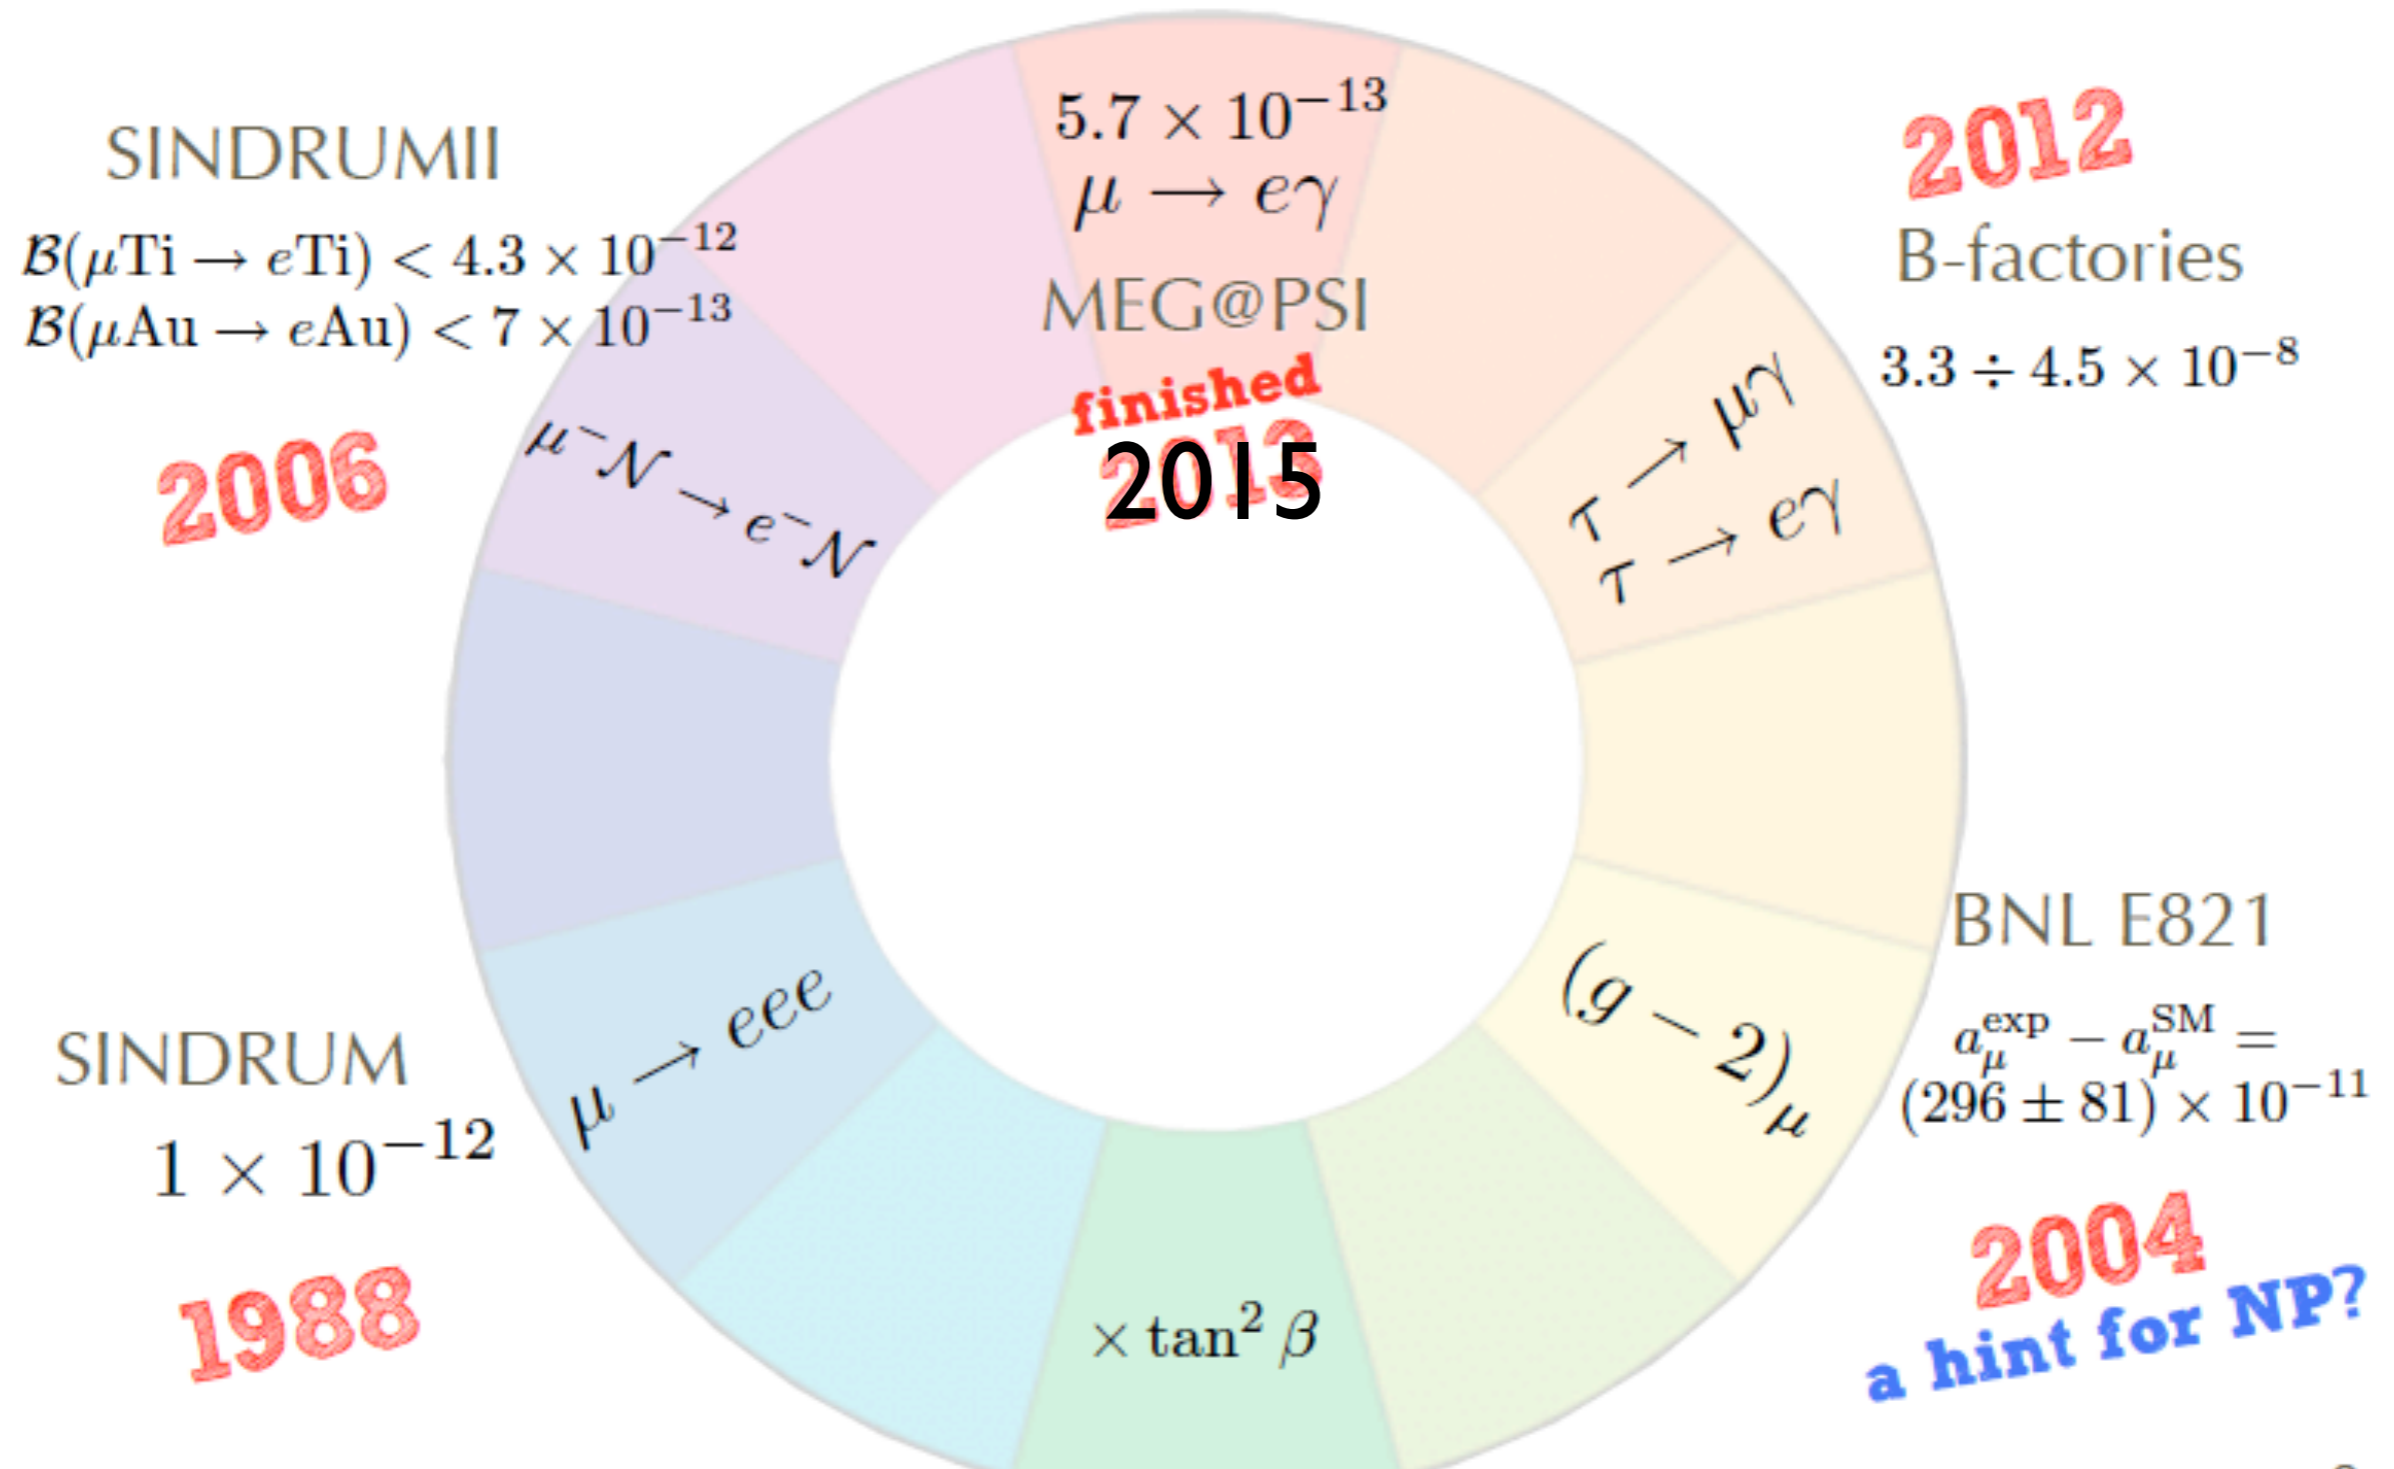 5.7 × 10⁻¹³
μ → eγ
MEG@PSI
finished
2013
2015
SINDRUMII
ℬ(μTi → eTi) < 4.3 × 10⁻¹²
ℬ(μAu → eAu) < 7 × 10⁻¹³
2006
μ⁻N → e⁻N
2012
B-factories
3.3 ÷ 4.5 × 10⁻⁸
τ → μγ
τ → eγ
BNL E821
a_μ^exp − a_μ^SM =
(296 ± 81) × 10⁻¹¹
2004
a hint for NP?
(g − 2)_μ
SINDRUM
1 × 10⁻¹²
1988
μ → eee
× tan² β